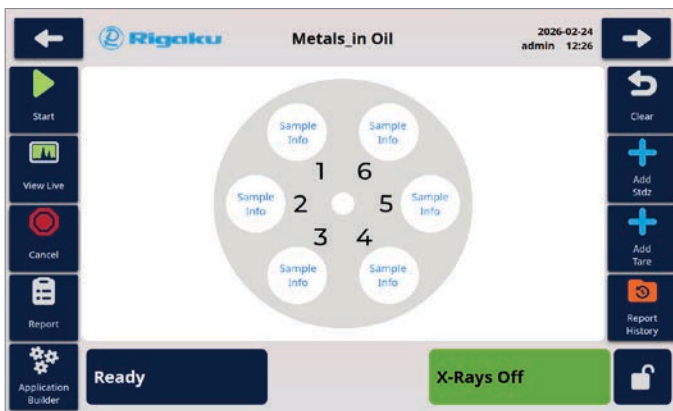 Rigaku
Metals_in Oil
2026-02-24
admin 12:26
Start
View Live
Cancel
Report
Application
Builder
Sample
Info
Sample
Info
1 6
Sample
Info
2 5
Sample
Info
3 4
Sample
Info
Sample
Info
Clear
Add
Stdz
Add
Tare
Report
History
Ready
X-Rays Off